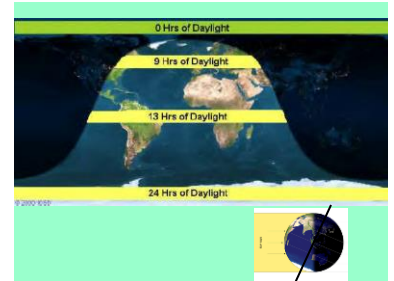 0 Hrs of Daylight
9 Hrs of Daylight
13 Hrs of Daylight
24 Hrs of Daylight